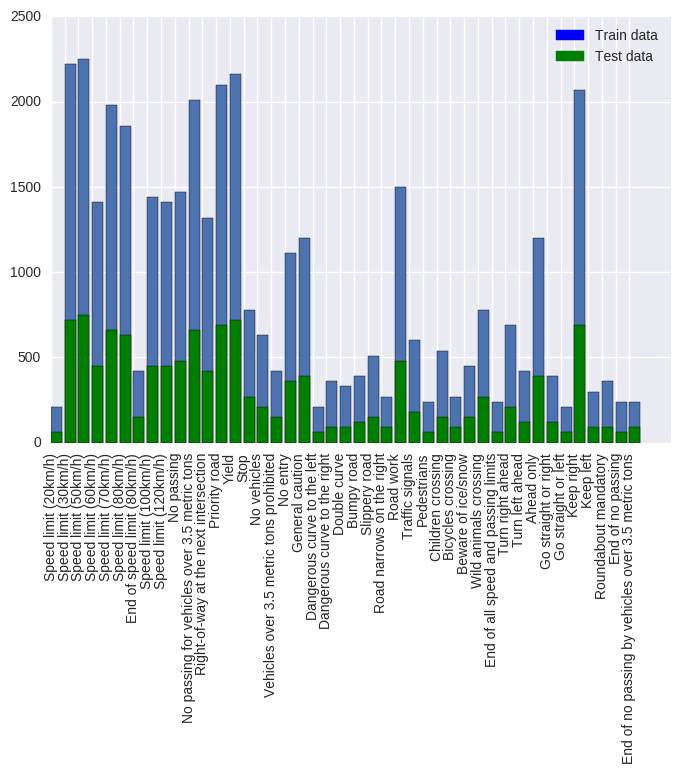 2500
2000
1500
1000
500
0
Train data
Test data
Speed limit (20km/h)
Speed limit (30km/h)
Speed limit (50km/h)
Speed limit (60km/h)
Speed limit (70km/h)
Speed limit (80km/h)
End of speed limit (80km/h)
Speed limit (100km/h)
Speed limit (120km/h)
No passing
No passing for vehicles over 3.5 metric tons
Right-of-way at the next intersection
Priority road
Yield
Stop
No vehicles
Vehicles over 3.5 metric tons prohibited
No entry
General caution
Dangerous curve to the left
Dangerous curve to the right
Double curve
Bumpy road
Slippery road
Road narrows on the right
Road work
Traffic signals
Pedestrians
Children crossing
Bicycles crossing
Beware of ice/snow
Wild animals crossing
End of all speed and passing limits
Turn right ahead
Turn left ahead
Ahead only
Go straight or right
Go straight or left
Keep right
Keep left
Roundabout mandatory
End of no passing
End of no passing by vehicles over 3.5 metric tons